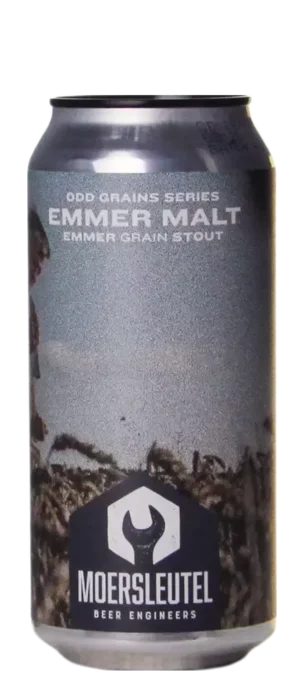 ODD GRAINS SERIES
EMMER MALT
EMMER GRAIN STOUT
MOERSLEUTEL
BEER ENGINEERS